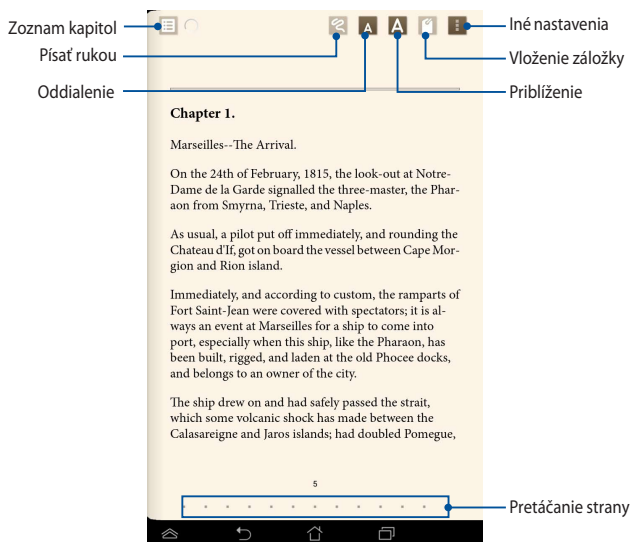 Zoznam kapitol
Písať rukou
Oddialenie
Iné nastavenia
Vloženie záložky
Priblíženie
A
A
Chapter 1.
Marseilles--The Arrival.
On the 24th of February, 1815, the look-out at Notre-
Dame de la Garde signalled the three-master, the Phar-
aon from Smyrna, Trieste, and Naples.
As usual, a pilot put off immediately, and rounding the
Chateau d'If, got on board the vessel between Cape Mor-
gion and Rion island.
Immediately, and according to custom, the ramparts of
Fort Saint-Jean were covered with spectators; it is al-
ways an event at Marseilles for a ship to come into
port, especially when this ship, like the Pharaon, has
been built, rigged, and laden at the old Phocee docks,
and belongs to an owner of the city.
The ship drew on and had safely passed the strait,
which some volcanic shock has made between the
Calasareigne and Jaros islands; had doubled Pomegue,
5
Pretáčanie strany